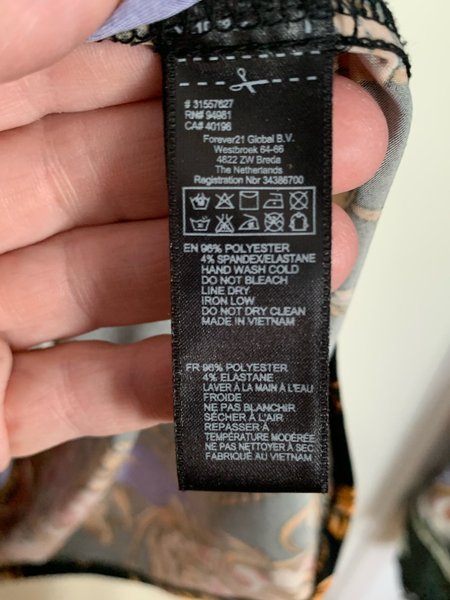 # 31557627
RN# 94981
CA# 40198
Forever21 Global B.V.
Westbroek 64-66
4822 ZW Breda
The Netherlands
Registration Nbr 34386700
EN 96% POLYESTER
4% SPANDEX/ELASTANE
HAND WASH COLD
DO NOT BLEACH
LINE DRY
IRON LOW
DO NOT DRY CLEAN
MADE IN VIETNAM
FR 96% POLYESTER
4% ELASTANE
LAVER À LA MAIN À L'EAU
FROIDE
NE PAS BLANCHIR
SÉCHER À L'AIR
REPASSER À
TEMPÉRATURE MODÉRÉE
NE PAS NETTOYER À SEC
FABRIQUÉ AU VIETNAM